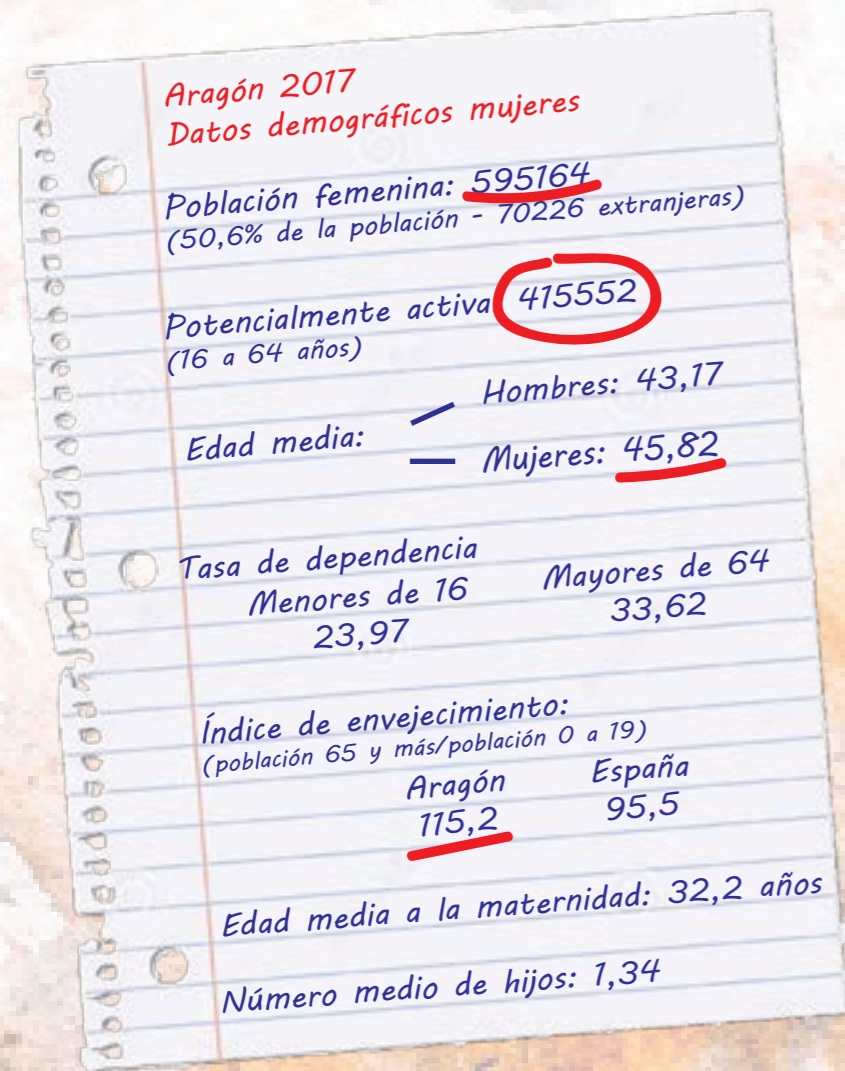 Aragón 2017
Datos demográficos mujeres
Población femenina: 595164
(50,6% de la población - 70226 extranjeras)
Potencialmente activa 415552
(16 a 64 años)
Hombres: 43,17
Edad media:
Mujeres: 45,82
Tasa de dependencia
Menores de 16 Mayores de 64
23,97 33,62
Índice de envejecimiento:
(población 65 y más/población 0 a 19)
Aragón España
115,2 95,5
Edad media a la maternidad: 32,2 años
Número medio de hijos: 1,34